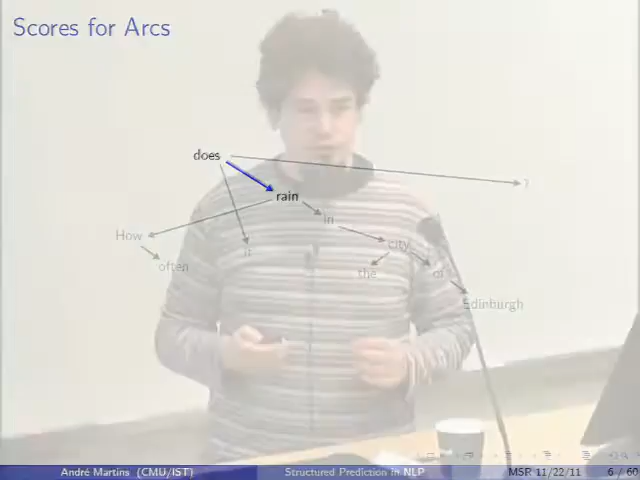 Scores for Arcs
does
?
rain
in
How
it
city
often
the
of
Edinburgh
André Martins (CMU/IST) Structured Prediction in NLP MSR 11/22/11 6 / 60